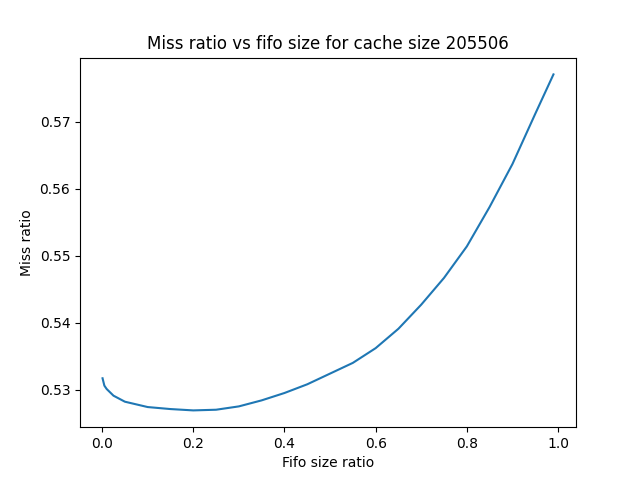 Miss ratio vs fifo size for cache size 205506
0.57
0.56
0.55
0.54
0.53
Miss ratio
0.0 0.2 0.4 0.6 0.8 1.0
Fifo size ratio